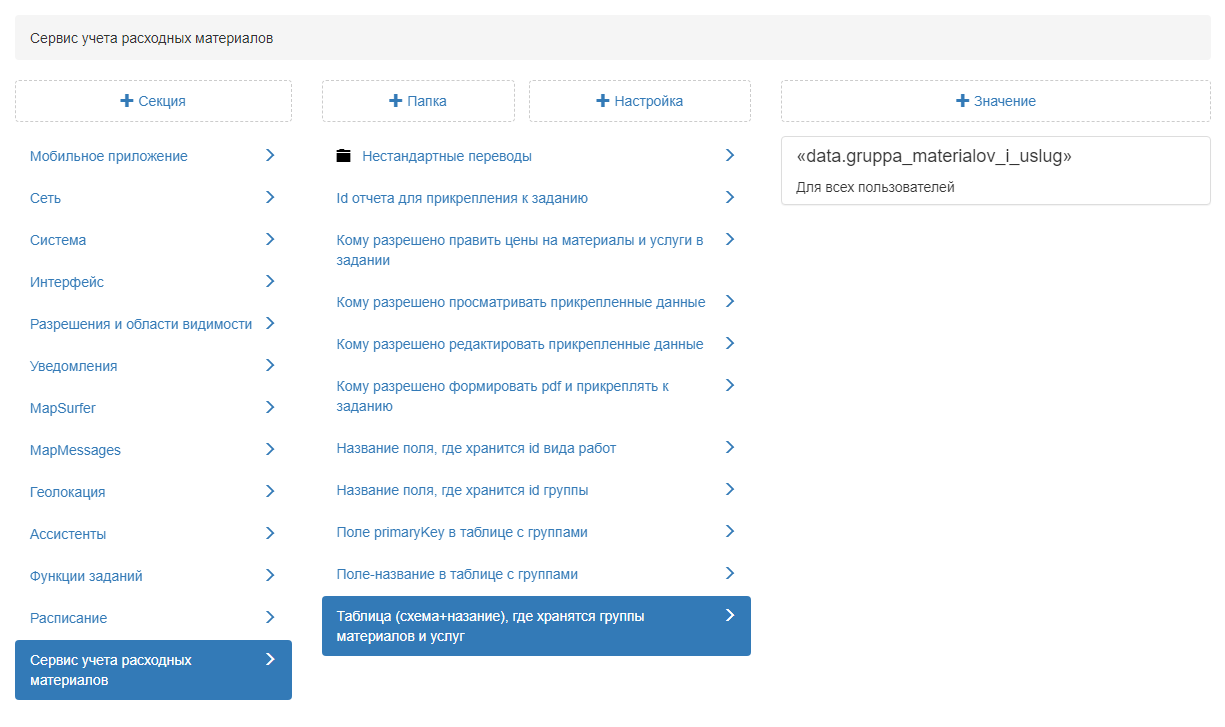 Сервис учета расходных материалов
Секция
Мобильное приложение
Сеть
Система
Интерфейс
Разрешения и области видимости
Уведомления
MapSurfer
MapMessages
Геолокация
Ассистенты
Функции заданий
Расписание
Сервис учета расходных
материалов
Папка
Настройка
Нестандартные переводы
Id отчета для прикрепления к заданию
Кому разрешено править цены на материалы и услуги в
задании
Кому разрешено просматривать прикрепленные данные
Кому разрешено редактировать прикрепленные данные
Кому разрешено формировать pdf и прикреплять к
заданию
Название поля, где хранится id вида работ
Название поля, где хранится id группы
Поле primaryKey в таблице с группами
Поле-название в таблице с группами
Таблица (схема+назание), где хранятся группы
материалов и услуг
Значение
«data.gruppa_materialov_i_uslug»
Для всех пользователей